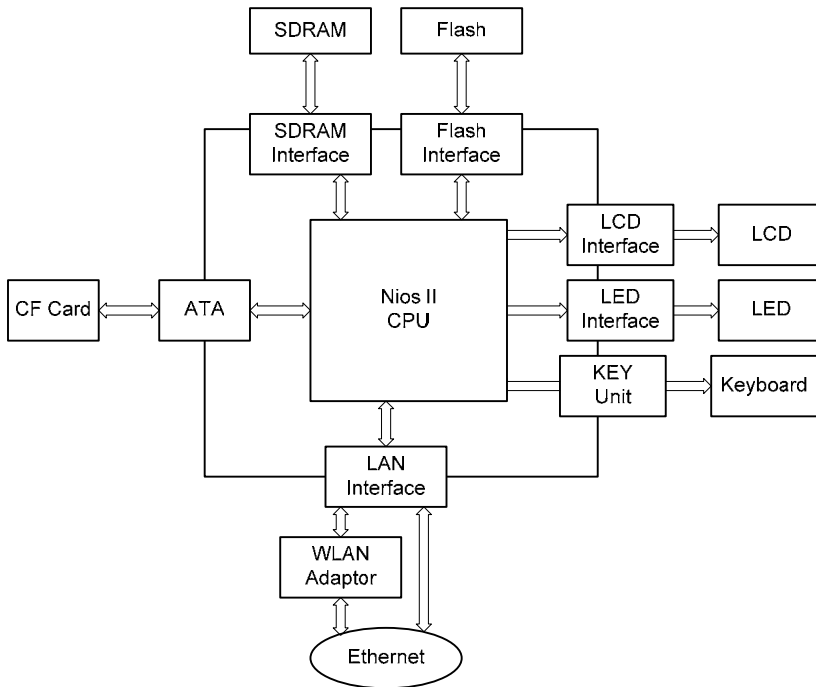 SDRAM
Flash
SDRAM
Interface
Flash
Interface
LCD
Interface
LCD
CF Card
ATA
Nios II
CPU
LED
Interface
LED
KEY
Unit
Keyboard
LAN
Interface
WLAN
Adaptor
Ethernet